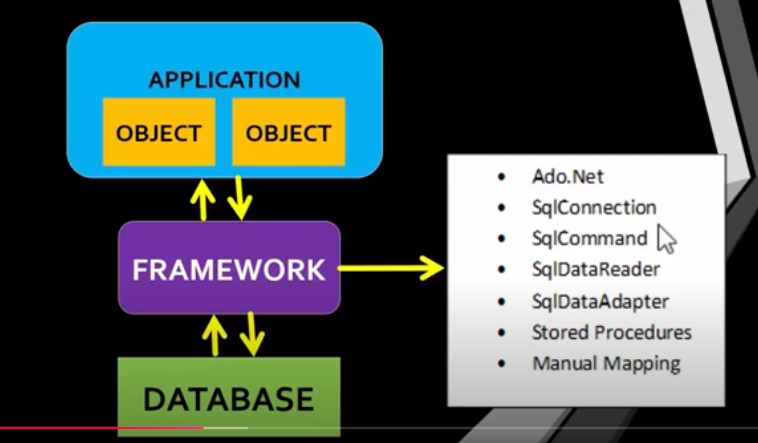 APPLICATION
OBJECT OBJECT
FRAMEWORK
DATABASE
• Ado.Net
• SqlConnection
• SqlCommand
• SqlDataReader
• SqlDataAdapter
• Stored Procedures
• Manual Mapping